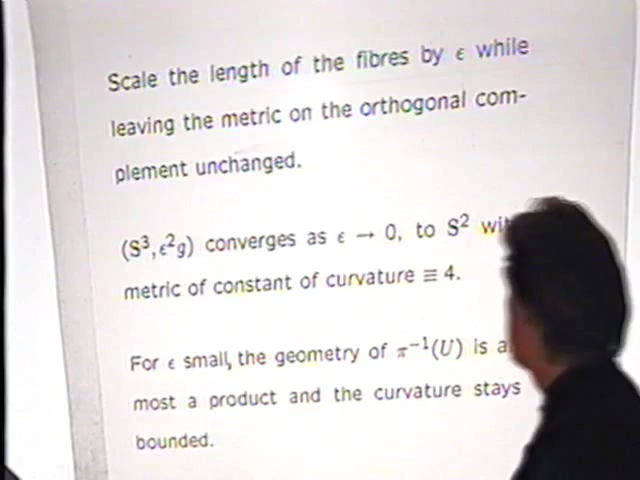 Scale the length of the fibres by ε while
leaving the metric on the orthogonal com-
plement unchanged.
(S³, ε²g) converges as ε → 0, to S²
metric of constant of curvature ≡ 4.
For ε small, the geometry of π⁻¹(U) is
most a product and the curvature stays
bounded.